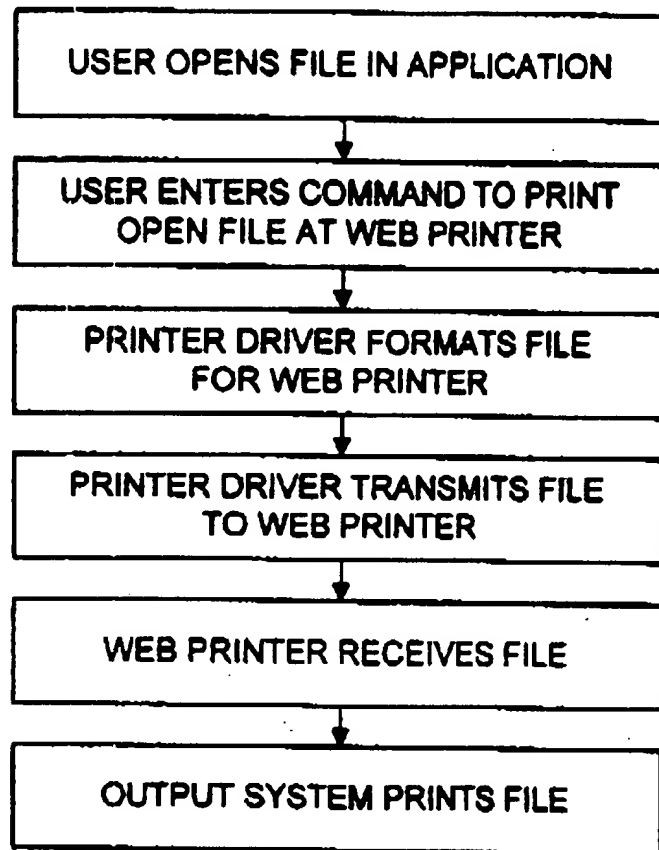 USER OPENS FILE IN APPLICATION
USER ENTERS COMMAND TO PRINT
OPEN FILE AT WEB PRINTER
PRINTER DRIVER FORMATS FILE
FOR WEB PRINTER
PRINTER DRIVER TRANSMITS FILE
TO WEB PRINTER
WEB PRINTER RECEIVES FILE
OUTPUT SYSTEM PRINTS FILE